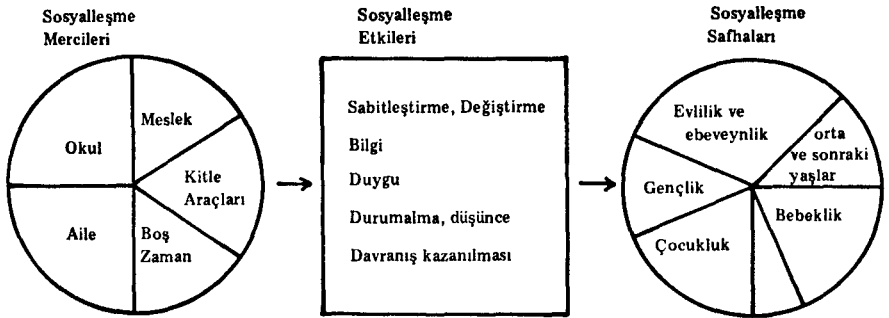 Sosyalleşme
Mercileri
Sosyalleşme
Etkileri
Sosyalleşme
Safhaları
Okul
Meslek
Kitle
Araçları
Aile
Boş
Zaman
Sabitleştirme, Değiştirme
Bilgi
Duygu
Durumalma, düşünce
Davranış kazanılması
Evlilik ve
ebeveynlik
orta
ve sonraki
yaşlar
Gençlik
Bebeklik
Çocukluk